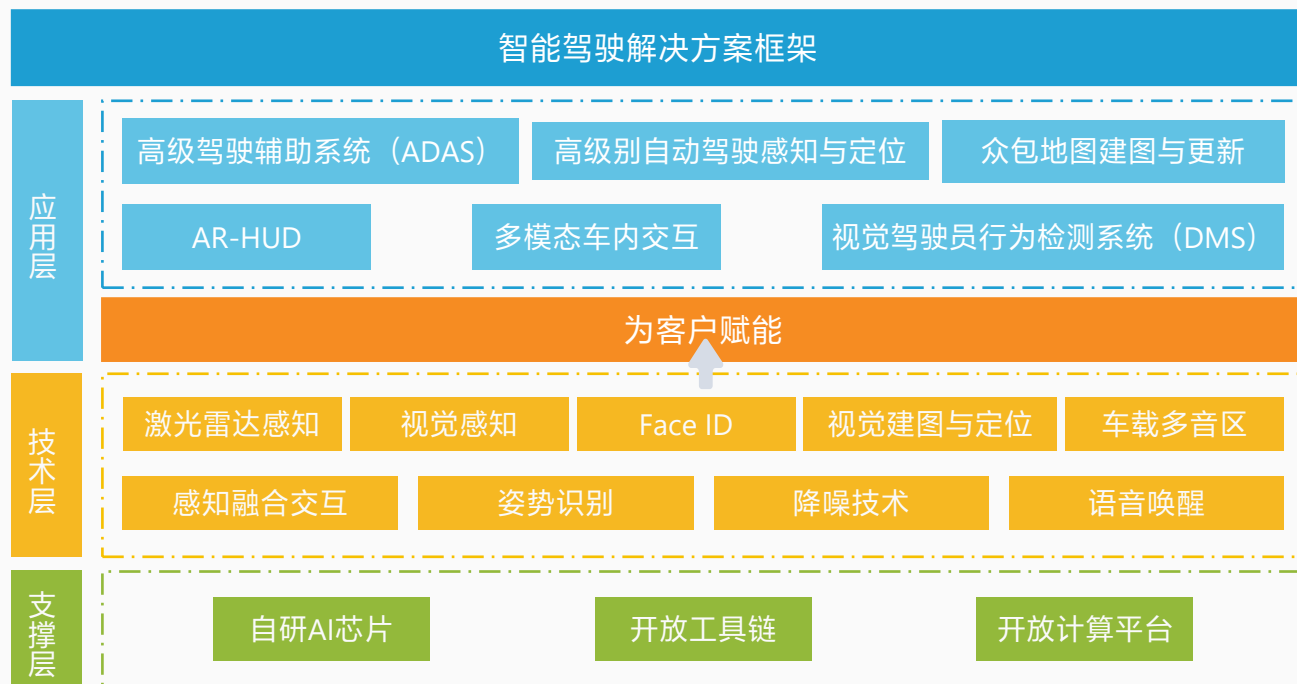 智能驾驶解决方案框架
应用层
高级驾驶辅助系统（ADAS）
高级别自动驾驶感知与定位
众包地图建图与更新
AR-HUD
多模态车内交互
视觉驾驶员行为检测系统（DMS）
为客户赋能
技术层
激光雷达感知
视觉感知
Face ID
视觉建图与定位
车载多音区
感知融合交互
姿势识别
降噪技术
语音唤醒
支撑层
自研AI芯片
开放工具链
开放计算平台